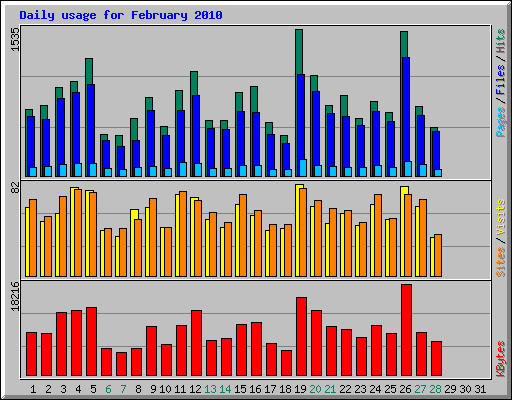 Daily usage for February 2010
1535
Pages / Files / Hits
82
Sites / Visits
18216
KBytes
1 2 3 4 5 6 7 8 9 10 11 12 13 14 15 16 17 18 19 20 21 22 23 24 25 26 27 28 29 30 31